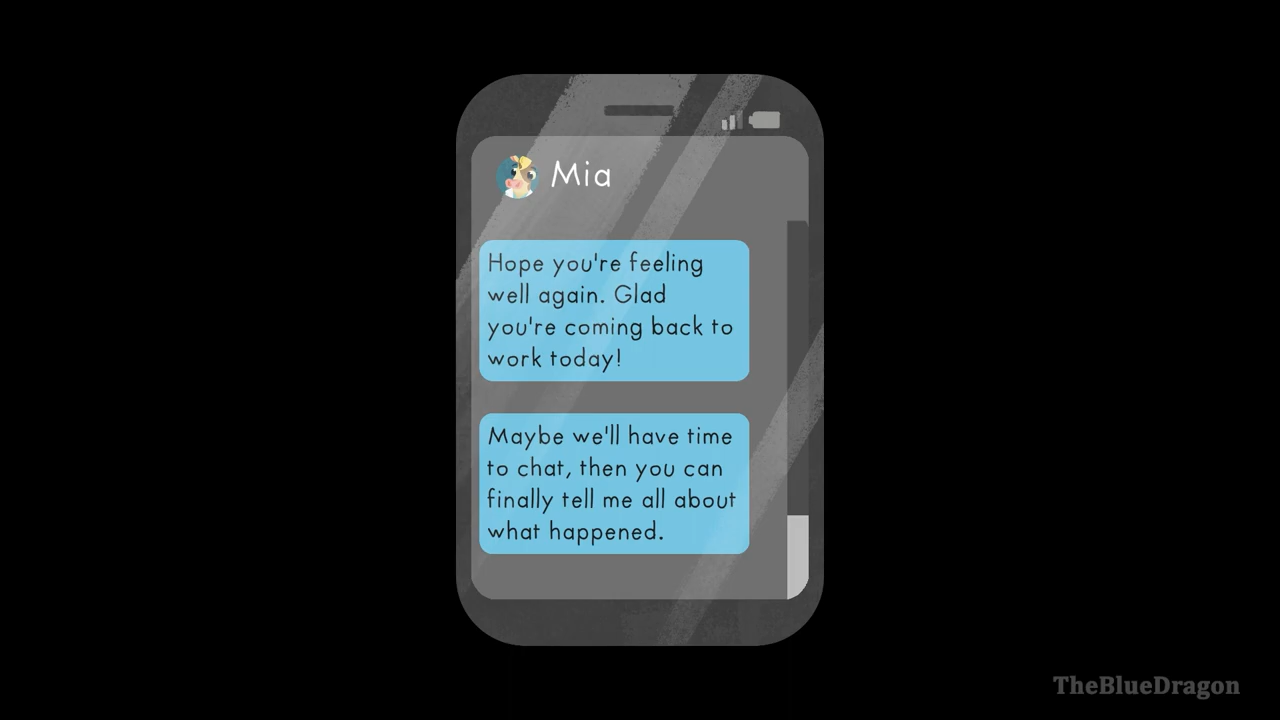 Mia
Hope you're feeling
well again. Glad
you're coming back to
work today!
Maybe we'll have time
to chat, then you can
finally tell me all about
what happened.
TheBlueDragon